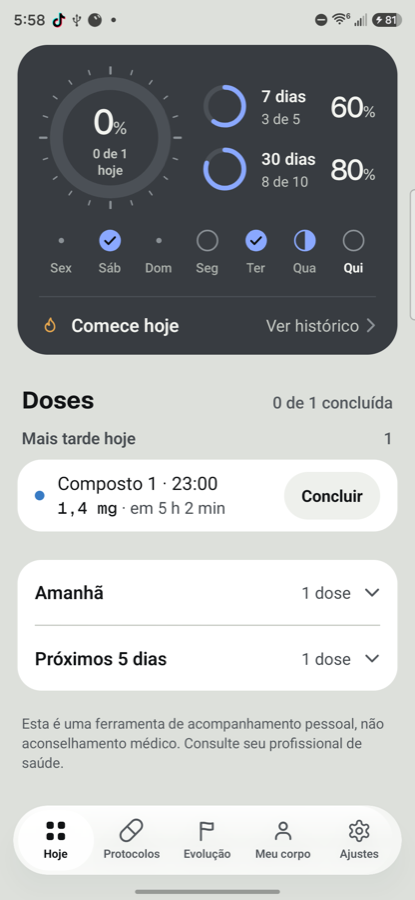 5:58
6
81
0%
0 de 1
hoje
7 dias
3 de 5
60%
30 dias
8 de 10
80%
Sex Sáb Dom Seg Ter Qua Qui
Comece hoje Ver histórico
Doses 0 de 1 concluída
Mais tarde hoje 1
Composto 1 · 23:00
1,4 mg · em 5 h 2 min
Concluir
Amanhã 1 dose
Próximos 5 dias 1 dose
Esta é uma ferramenta de acompanhamento pessoal, não
aconselhamento médico. Consulte seu profissional de
saúde.
Hoje Protocolos Evolução Meu corpo Ajustes